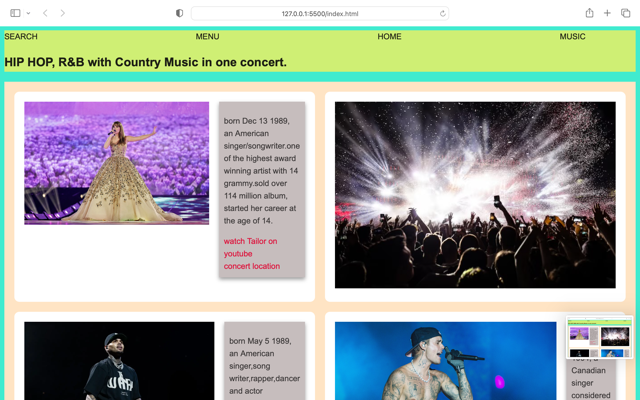 127.0.0.1:5500/index.html
SEARCH MENU HOME MUSIC
HIP HOP, R&B with Country Music in one concert.
born Dec 13 1989,
an American
singer/songwriter.one
of the highest award
winning artist with 14
grammy.sold over
114 million album,
started her career at
the age of 14.
watch Tailor on
youtube
concert location
born May 5 1989,
an American
singer,song
writer,rapper,dancer
and actor
Canadian
singer
considered